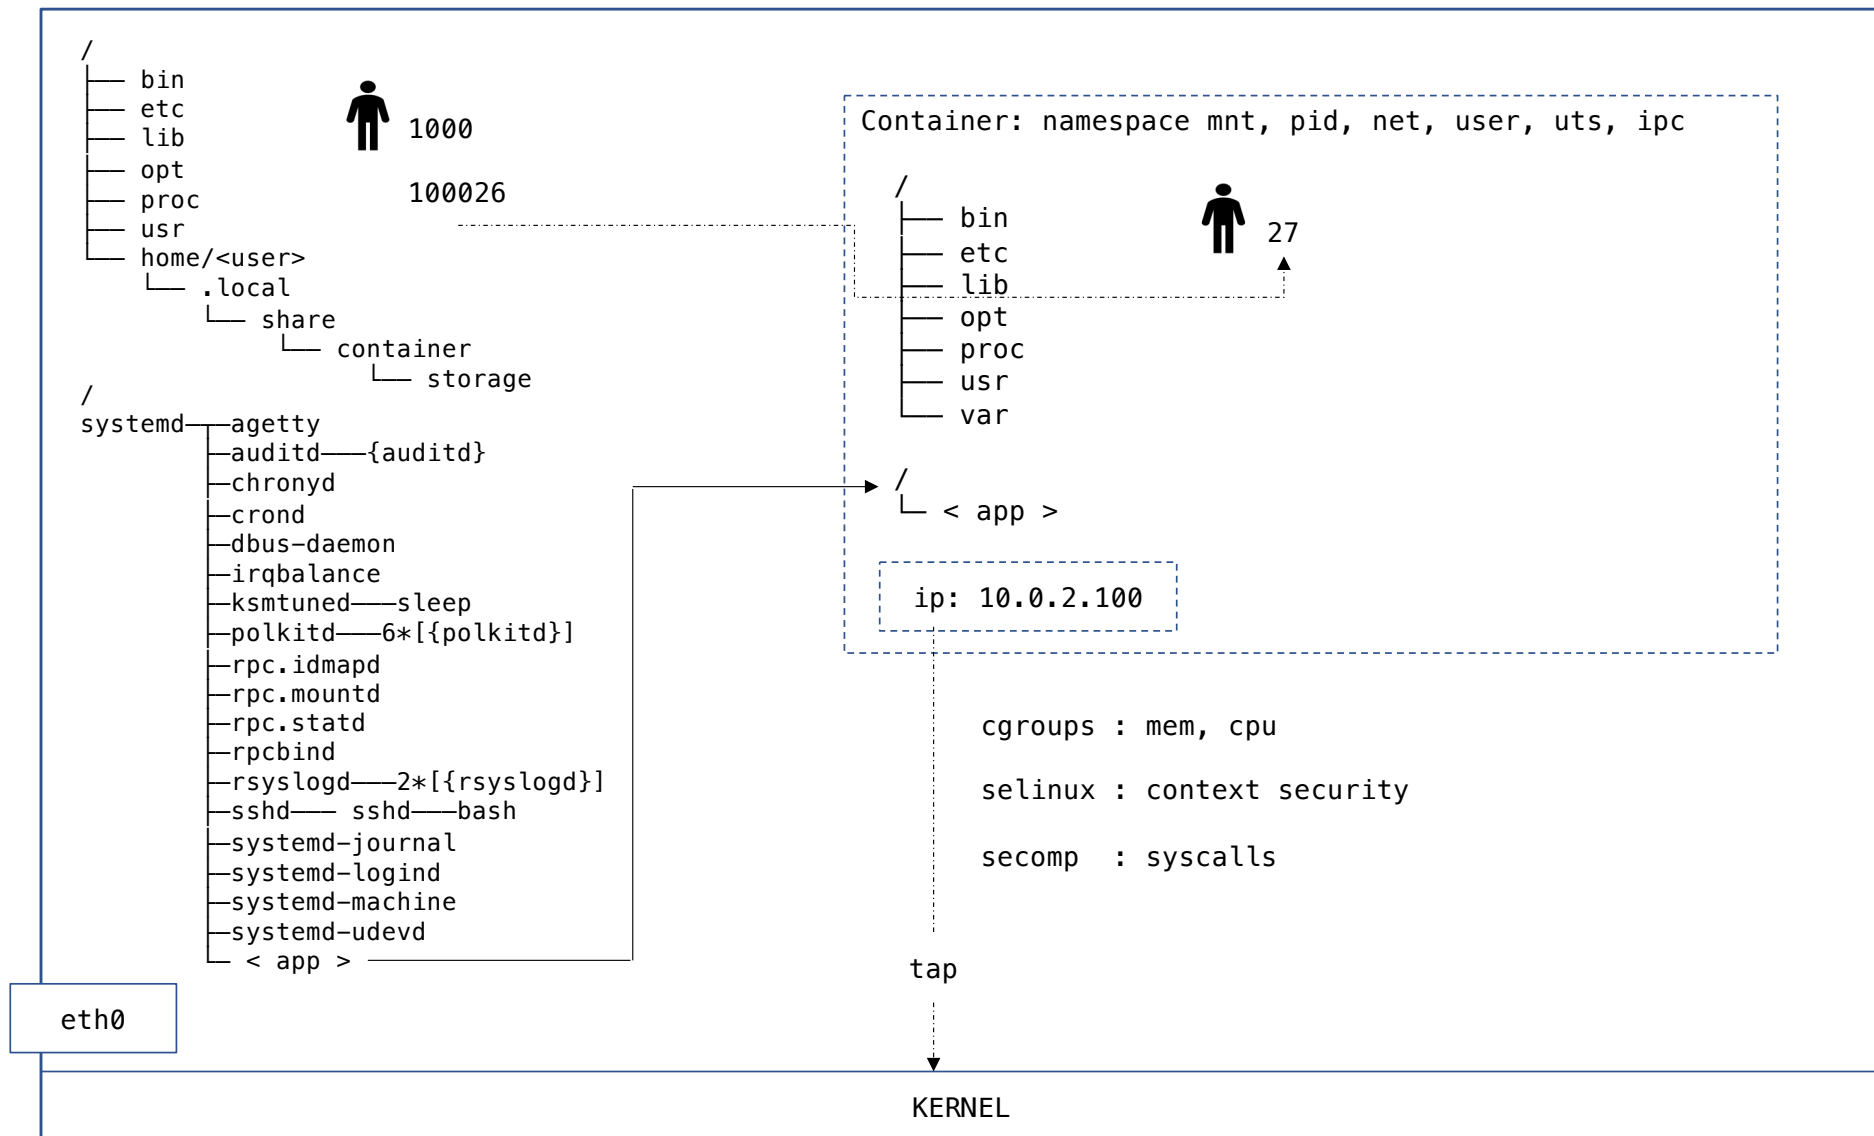 /
├── bin
├── etc
├── lib
├── opt
├── proc
├── usr
└── home/<user>
└── .local
└── share
└── container
└── storage
1000
100026
/
systemd─┬─agetty
├─auditd───{auditd}
├─chronyd
├─crond
├─dbus-daemon
├─irqbalance
├─ksmtuned───sleep
├─polkitd───6*[{polkitd}]
├─rpc.idmapd
├─rpc.mountd
├─rpc.statd
├─rpcbind
├─rsyslogd───2*[{rsyslogd}]
├─sshd─── sshd───bash
├─systemd-journal
├─systemd-logind
├─systemd-machine
├─systemd-udevd
└─ < app >
eth0
Container: namespace mnt, pid, net, user, uts, ipc
/
├── bin
├── etc
├── lib
├── opt
├── proc
├── usr
└── var
27
/
└─ < app >
ip: 10.0.2.100
cgroups : mem, cpu
selinux : context security
secomp : syscalls
tap
KERNEL